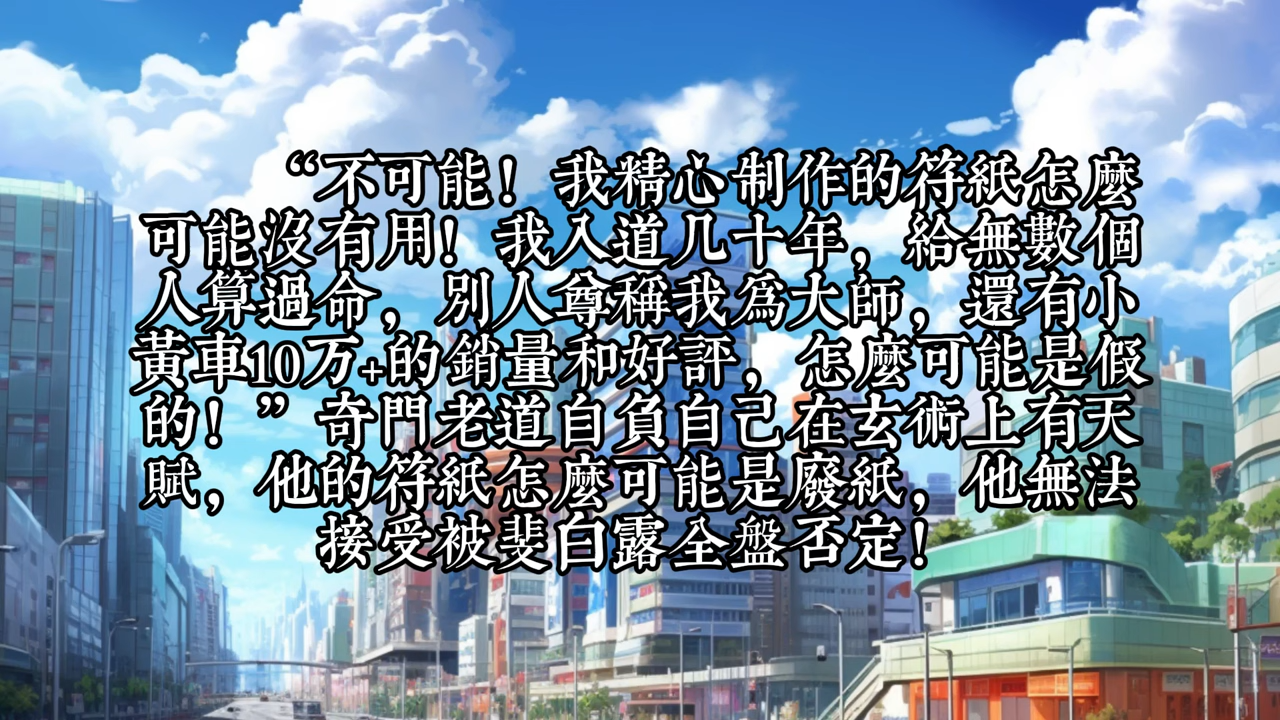 “不可能！我精心制作的符紙怎麼
可能沒有用！我入道几十年，給無數個
人算過命，別人尊稱我爲大師，還有小
黃車10万+的銷量和好評，怎麼可能是假
的！”奇門老道自負自己在玄術上有天
賦，他的符紙怎麼可能是廢紙，他無法
接受被斐白露全盤否定！